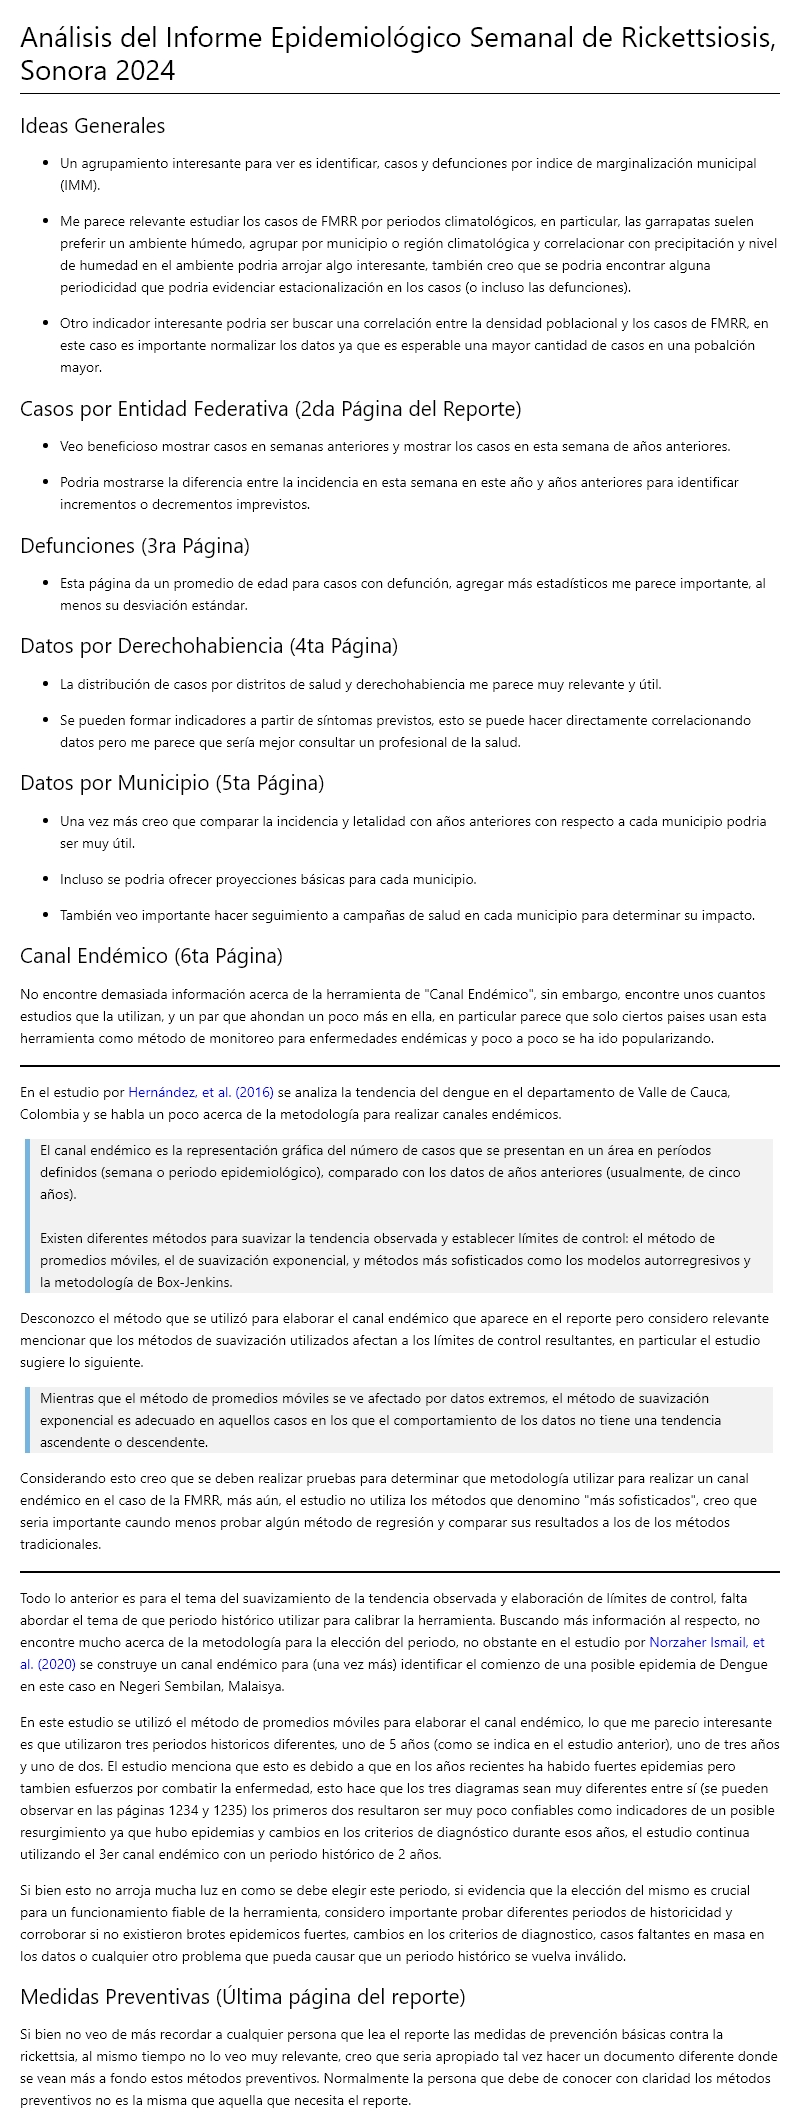 Análisis del Informe Epidemiológico Semanal de Rickettsiosis,
Sonora 2024
Ideas Generales
• Un agrupamiento interesante para ver es identificar, casos y defunciones por indice de marginalización municipal
(IMM).
• Me parece relevante estudiar los casos de FMRR por periodos climatológicos, en particular, las garrapatas suelen
preferir un ambiente húmedo, agrupar por municipio o región climatológica y correlacionar con precipitación y nivel
de humedad en el ambiente podria arrojar algo interesante, también creo que se podria encontrar alguna
periodicidad que podria evidenciar estacionalización en los casos (o incluso las defunciones).
• Otro indicador interesante podria ser buscar una correlación entre la densidad poblacional y los casos de FMRR, en
este caso es importante normalizar los datos ya que es esperable una mayor cantidad de casos en una pobalción
mayor.
Casos por Entidad Federativa (2da Página del Reporte)
• Veo beneficioso mostrar casos en semanas anteriores y mostrar los casos en esta semana de años anteriores.
• Podria mostrarse la diferencia entre la incidencia en esta semana en este año y años anteriores para identificar
incrementos o decrementos imprevistos.
Defunciones (3ra Página)
• Esta página da un promedio de edad para casos con defunción, agregar más estadísticos me parece importante, al
menos su desviación estándar.
Datos por Derechohabiencia (4ta Página)
• La distribución de casos por distritos de salud y derechohabiencia me parece muy relevante y útil.
• Se pueden formar indicadores a partir de síntomas previstos, esto se puede hacer directamente correlacionando
datos pero me parece que sería mejor consultar un profesional de la salud.
Datos por Municipio (5ta Página)
• Una vez más creo que comparar la incidencia y letalidad con años anteriores con respecto a cada municipio podria
ser muy útil.
• Incluso se podria ofrecer proyecciones básicas para cada municipio.
• También veo importante hacer seguimiento a campañas de salud en cada municipio para determinar su impacto.
Canal Endémico (6ta Página)
No encontre demasiada información acerca de la herramienta de "Canal Endémico", sin embargo, encontre unos cuantos
estudios que la utilizan, y un par que ahondan un poco más en ella, en particular parece que solo ciertos paises usan esta
herramienta como método de monitoreo para enfermedades endémicas y poco a poco se ha ido popularizando.
En el estudio por Hernández, et al. (2016) se analiza la tendencia del dengue en el departamento de Valle de Cauca,
Colombia y se habla un poco acerca de la metodología para realizar canales endémicos.
El canal endémico es la representación gráfica del número de casos que se presentan en un área en períodos
definidos (semana o periodo epidemiológico), comparado con los datos de años anteriores (usualmente, de cinco
años).
Existen diferentes métodos para suavizar la tendencia observada y establecer límites de control: el método de
promedios móviles, el de suavización exponencial, y métodos más sofisticados como los modelos autorregresivos y
la metodología de Box-Jenkins.
Desconozco el método que se utilizó para elaborar el canal endémico que aparece en el reporte pero considero relevante
mencionar que los métodos de suavización utilizados afectan a los límites de control resultantes, en particular el estudio
sugiere lo siguiente.
Mientras que el método de promedios móviles se ve afectado por datos extremos, el método de suavización
exponencial es adecuado en aquellos casos en los que el comportamiento de los datos no tiene una tendencia
ascendente o descendente.
Considerando esto creo que se deben realizar pruebas para determinar que metodología utilizar para realizar un canal
endémico en el caso de la FMRR, más aún, el estudio no utiliza los métodos que denomino "más sofisticados", creo que
seria importante caundo menos probar algún método de regresión y comparar sus resultados a los de los métodos
tradicionales.
Todo lo anterior es para el tema del suavizamiento de la tendencia observada y elaboración de límites de control, falta
abordar el tema de que periodo histórico utilizar para calibrar la herramienta. Buscando más información al respecto, no
encontre mucho acerca de la metodología para la elección del periodo, no obstante en el estudio por Norzaher Ismail, et
al. (2020) se construye un canal endémico para (una vez más) identificar el comienzo de una posible epidemia de Dengue
en este caso en Negeri Sembilan, Malaisya.
En este estudio se utilizó el método de promedios móviles para elaborar el canal endémico, lo que me parecio interesante
es que utilizaron tres periodos historicos diferentes, uno de 5 años (como se indica en el estudio anterior), uno de tres años
y uno de dos. El estudio menciona que esto es debido a que en los años recientes ha habido fuertes epidemias pero
tambien esfuerzos por combatir la enfermedad, esto hace que los tres diagramas sean muy diferentes entre sí (se pueden
observar en las páginas 1234 y 1235) los primeros dos resultaron ser muy poco confiables como indicadores de un posible
resurgimiento ya que hubo epidemias y cambios en los criterios de diagnóstico durante esos años, el estudio continua
utilizando el 3er canal endémico con un periodo histórico de 2 años.
Si bien esto no arroja mucha luz en como se debe elegir este periodo, si evidencia que la elección del mismo es crucial
para un funcionamiento fiable de la herramienta, considero importante probar diferentes periodos de historicidad y
corroborar si no existieron brotes epidemicos fuertes, cambios en los criterios de diagnostico, casos faltantes en masa en
los datos o cualquier otro problema que pueda causar que un periodo histórico se vuelva inválido.
Medidas Preventivas (Última página del reporte)
Si bien no veo de más recordar a cualquier persona que lea el reporte las medidas de prevención básicas contra la
rickettsia, al mismo tiempo no lo veo muy relevante, creo que seria apropiado tal vez hacer un documento diferente donde
se vean más a fondo estos métodos preventivos. Normalmente la persona que debe de conocer con claridad los métodos
preventivos no es la misma que aquella que necesita el reporte.